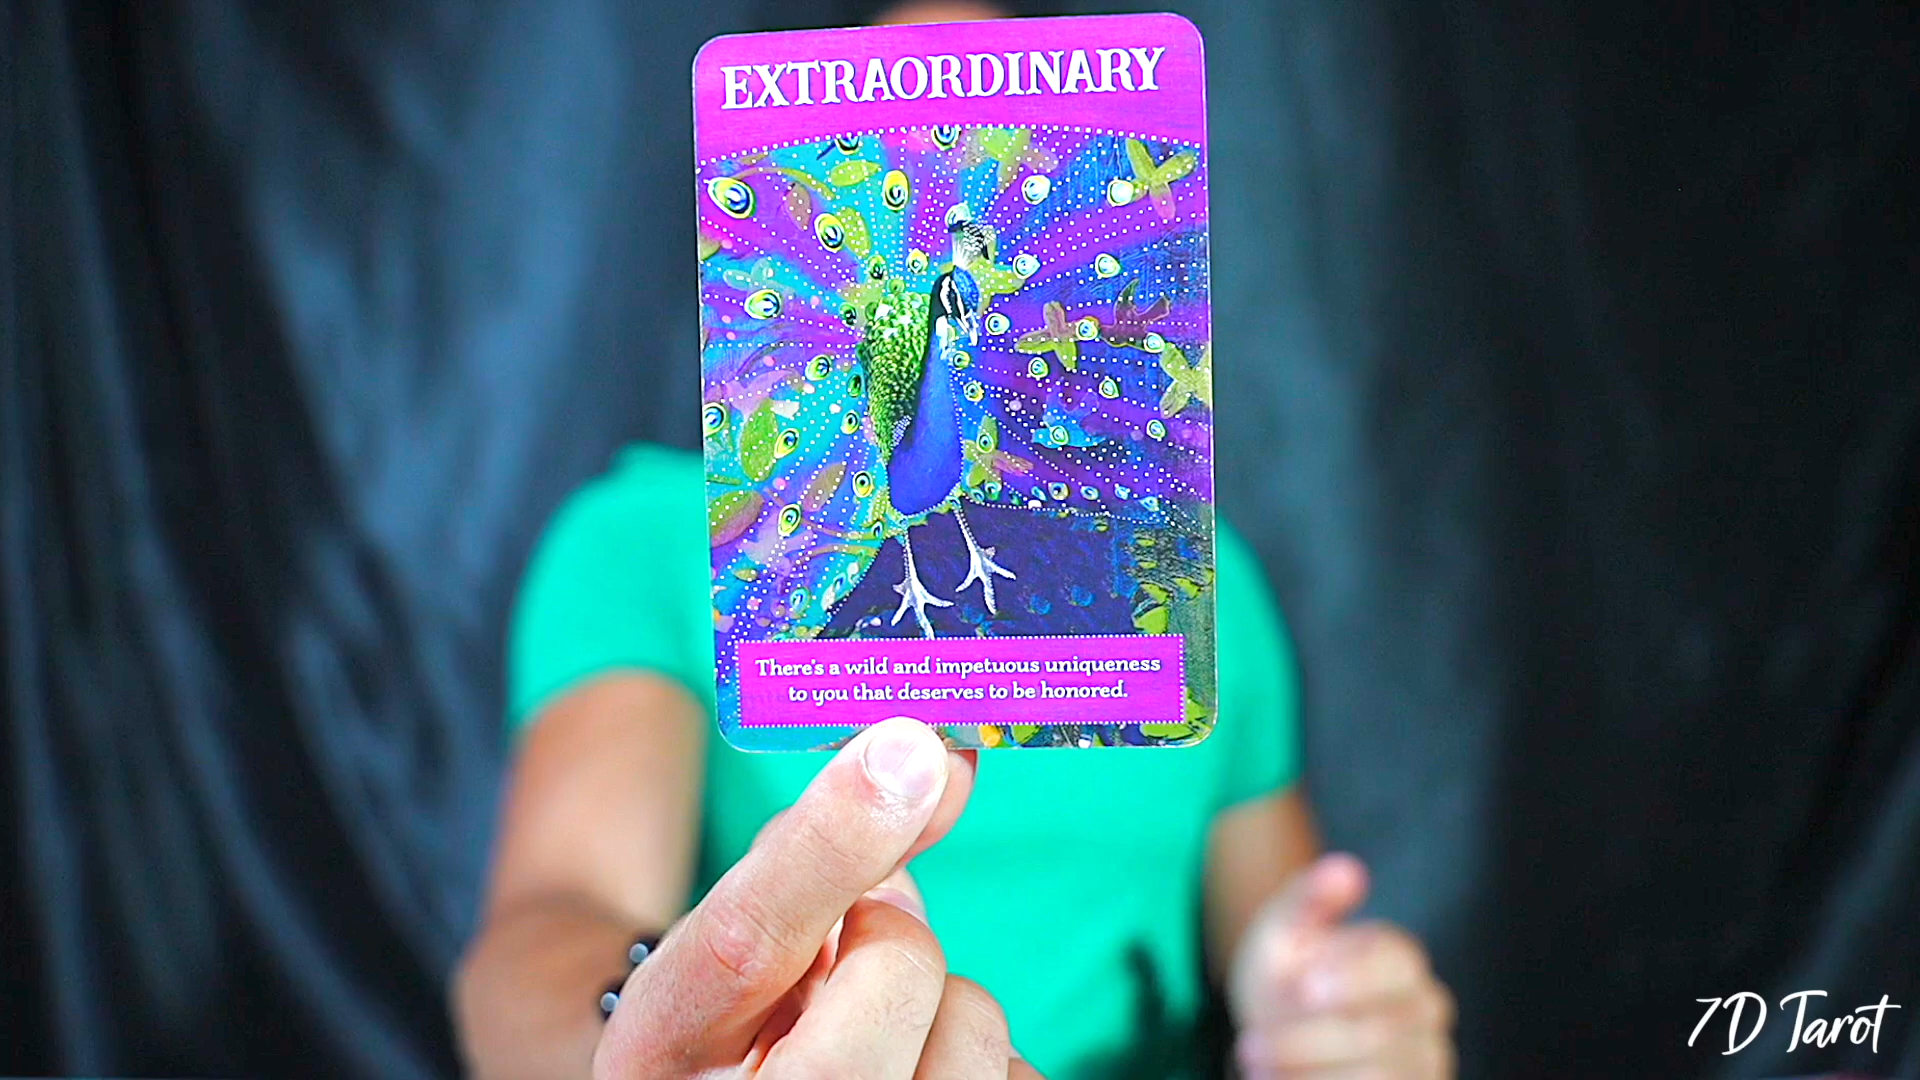 EXTRAORDINARY
There's a wild and impetuous uniqueness
to you that deserves to be honored.
7D Tarot